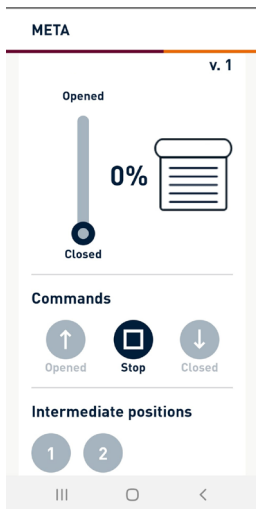 META
v. 1
Opened
0%
Closed
Commands
Opened Stop Closed
Intermediate positions
1 2